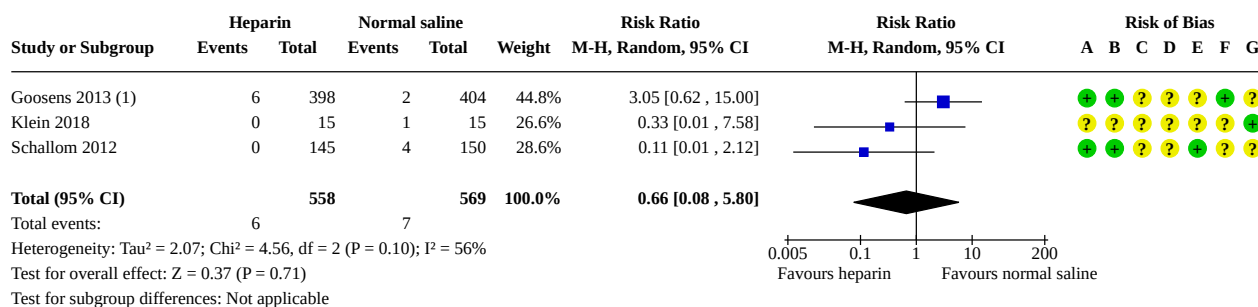 Heparin Normal saline Risk Ratio Risk Ratio Risk of Bias
Study or Subgroup Events Total Events Total Weight M-H, Random, 95% CI M-H, Random, 95% CI A B C D E F G
Goosens 2013 (1) 6 398 2 404 44.8% 3.05 [0.62 , 15.00] + + ? ? ? + ?
Klein 2018 0 15 1 15 26.6% 0.33 [0.01 , 7.58] ? ? ? ? ? ? +
Schallom 2012 0 145 4 150 28.6% 0.11 [0.01 , 2.12] + + ? ? + ? ?
Total (95% CI) 558 569 100.0% 0.66 [0.08 , 5.80]
Total events: 6 7
Heterogeneity: Tau² = 2.07; Chi² = 4.56, df = 2 (P = 0.10); I² = 56%
0.005 0.1 1 10 200
Test for overall effect: Z = 0.37 (P = 0.71) Favours heparin Favours normal saline
Test for subgroup differences: Not applicable